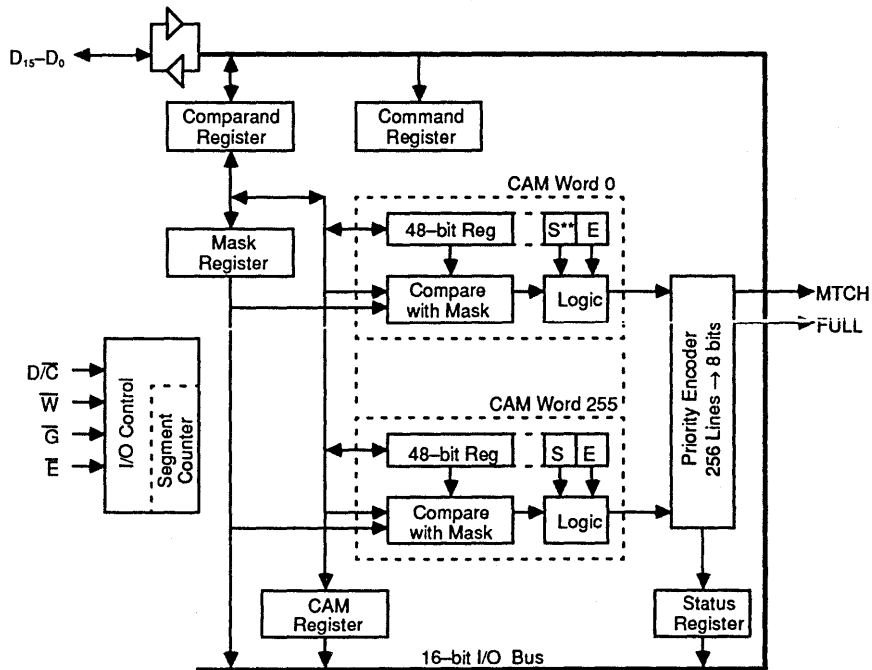 D₁₅–D₀
Comparand
Register
Command
Register
CAM Word 0
48–bit Reg
S**
E
Mask
Register
Compare
with Mask
Logic
MTCH
F̅U̅L̅L̅
Priority Encoder
256 Lines → 8 bits
D/C̅
W̅
G̅
E̅
I/O Control
Segment
Counter
CAM Word 255
48–bit Reg
S
E
Compare
with Mask
Logic
CAM
Register
Status
Register
16–bit I/O Bus